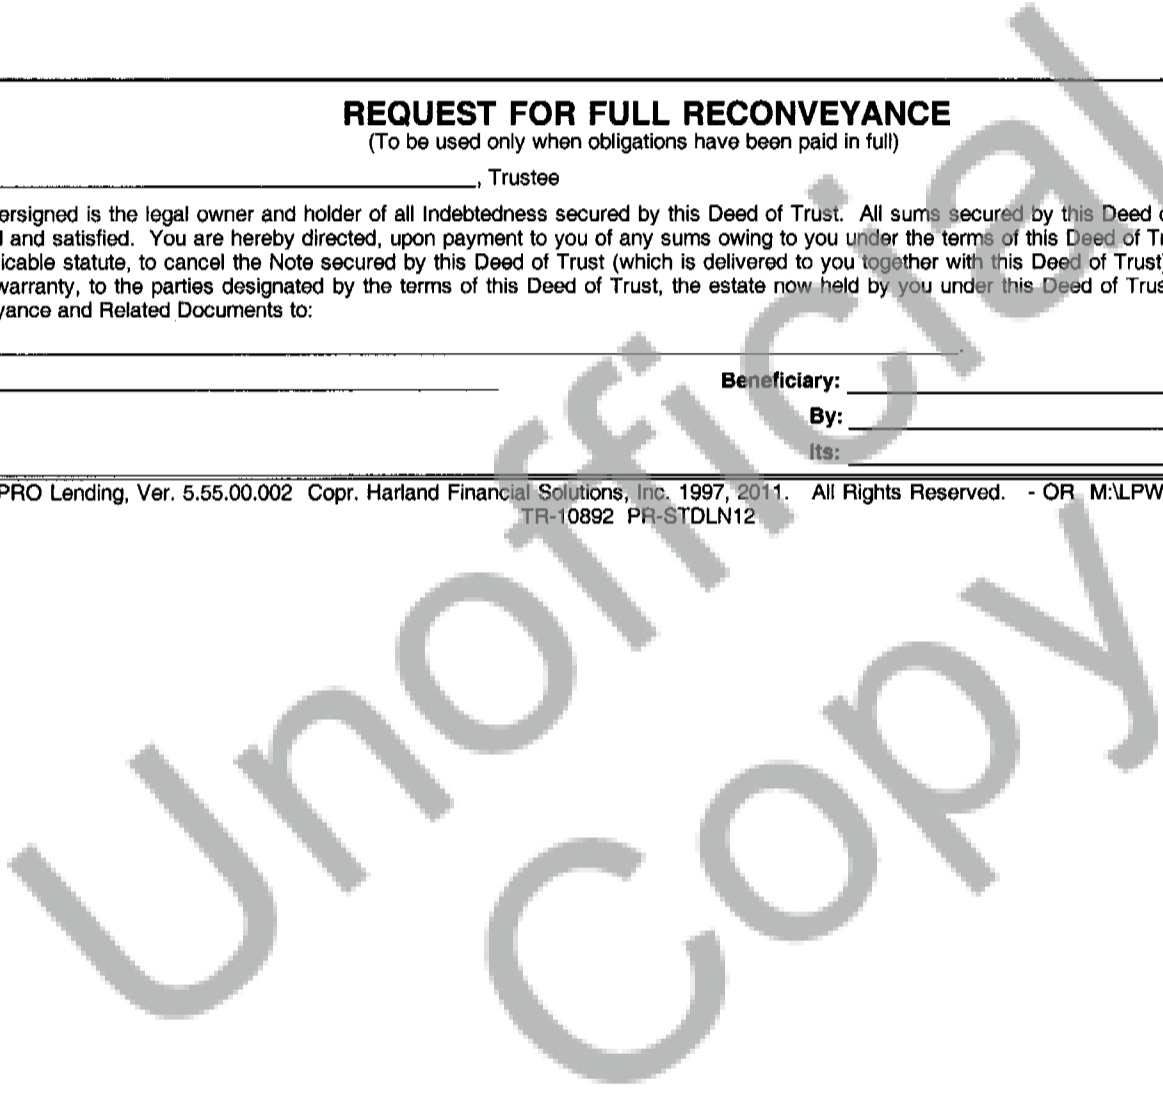 REQUEST FOR FULL RECONVEYANCE
(To be used only when obligations have been paid in full)
, Trustee
ersigned is the legal owner and holder of all Indebtedness secured by this Deed of Trust. All sums secured by this Deed
and satisfied. You are hereby directed, upon payment to you of any sums owing to you under the terms of this Deed of Tr
icable statute, to cancel the Note secured by this Deed of Trust (which is delivered to you together with this Deed of Trust)
warranty, to the parties designated by the terms of this Deed of Trust, the estate now held by you under this Deed of Trus
yance and Related Documents to:
Beneficiary:
By:
Its:
PRO Lending, Ver. 5.55.00.002 Copr. Harland Financial Solutions, Inc. 1997, 2011. All Rights Reserved. - OR M:\LPW
TR-10892 PR-STDLN12
Unofficial
Copy